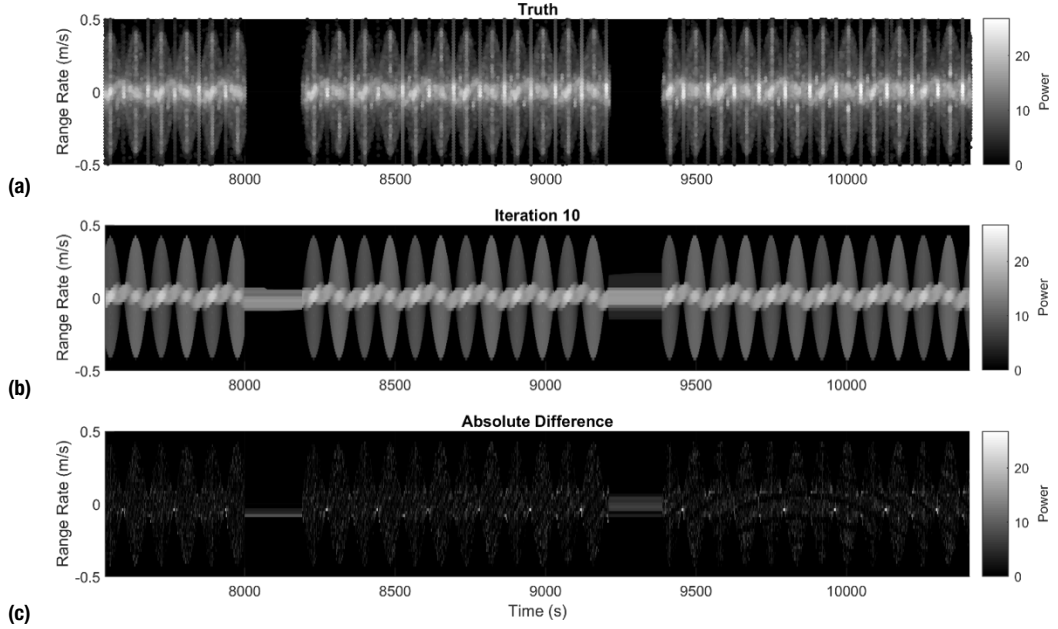 Truth
Range Rate (m/s)
0.5
0
-0.5
8000 8500 9000 9500 10000
20
10
0
Power
(a)
Iteration 10
Range Rate (m/s)
0.5
0
-0.5
8000 8500 9000 9500 10000
20
10
0
Power
(b)
Absolute Difference
Range Rate (m/s)
0.5
0
-0.5
8000 8500 9000 9500 10000
Time (s)
20
10
0
Power
(c)